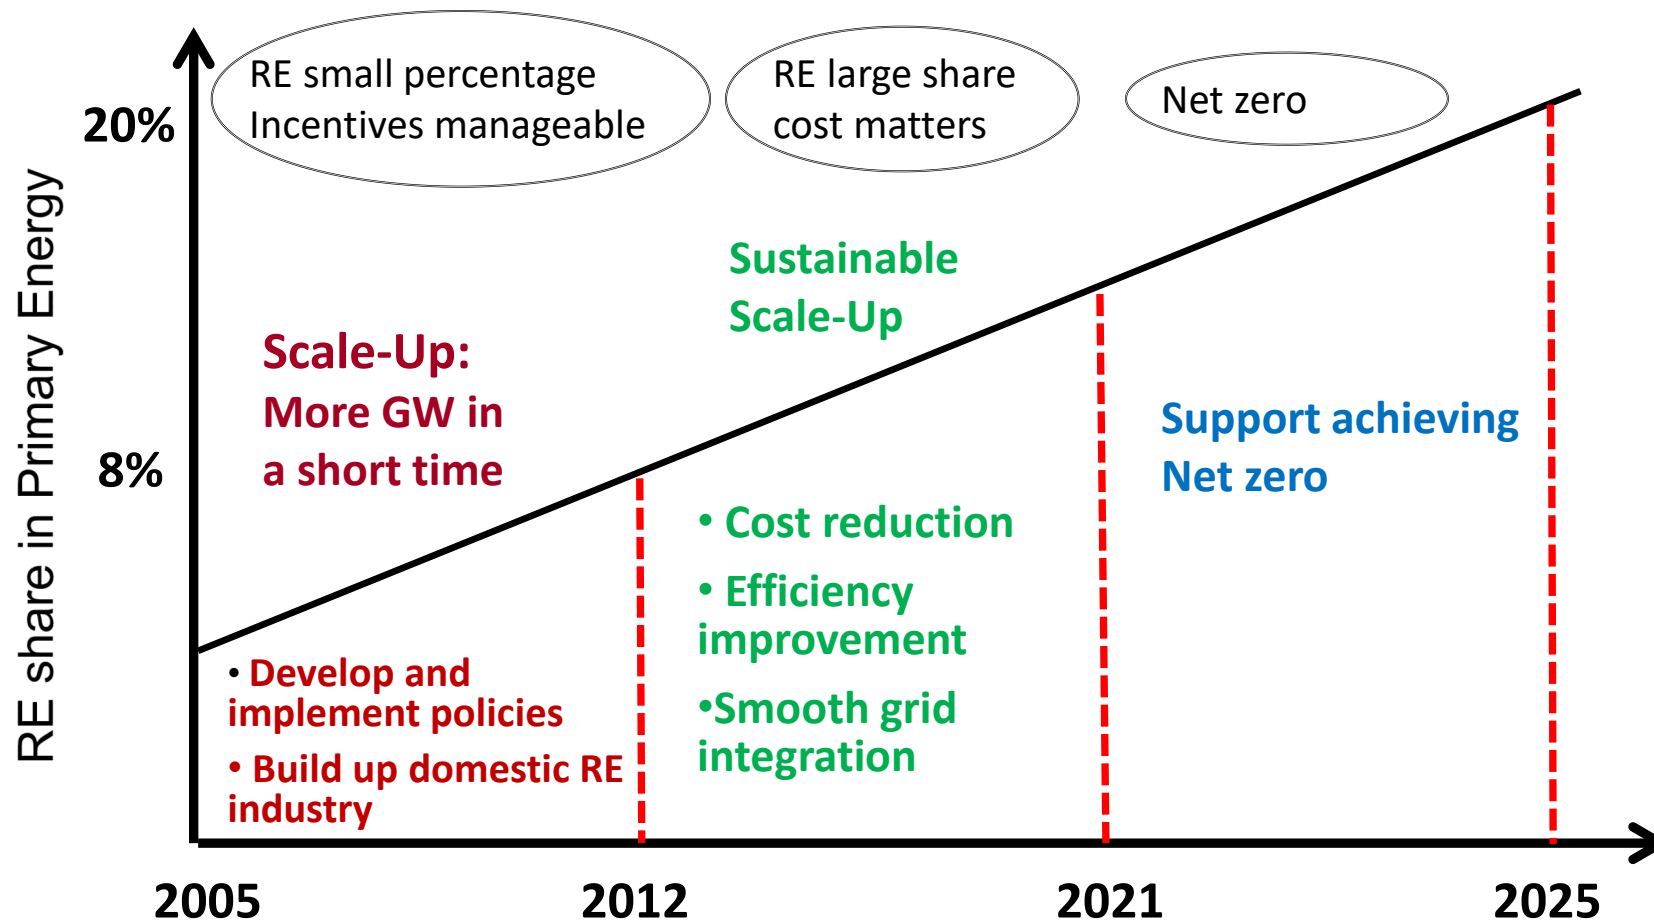 RE share in Primary Energy
20%
8%
RE small percentage
Incentives manageable
RE large share
cost matters
Net zero
Scale-Up:
More GW in
a short time
• Develop and
implement policies
• Build up domestic RE
industry
Sustainable
Scale-Up
• Cost reduction
• Efficiency
improvement
•Smooth grid
integration
Support achieving
Net zero
2005
2012
2021
2025